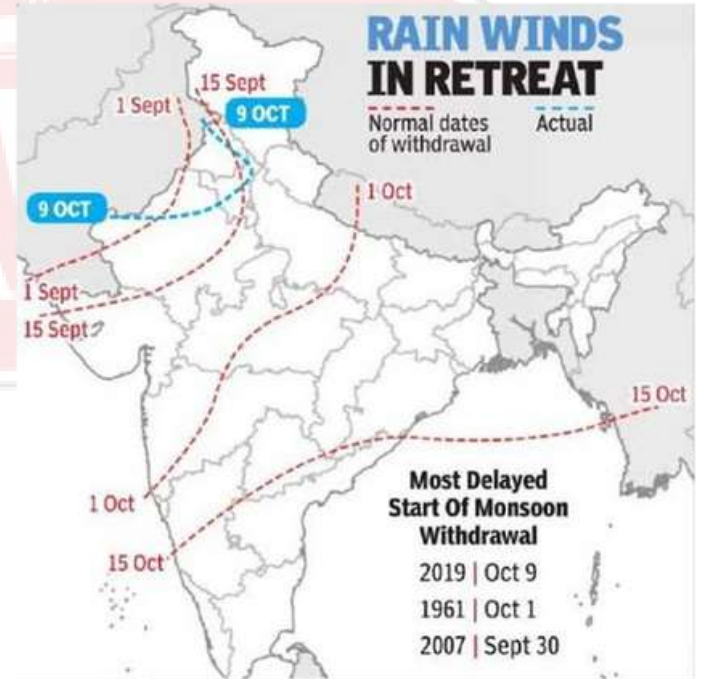 RAIN WINDS
IN RETREAT
Normal dates
of withdrawal
Actual
15 Sept
1 Sept
9 OCT
9 OCT
1 Oct
1 Sept
15 Sept
15 Oct
1 Oct
15 Oct
Most Delayed
Start Of Monsoon
Withdrawal
2019 | Oct 9
1961 | Oct 1
2007 | Sept 30